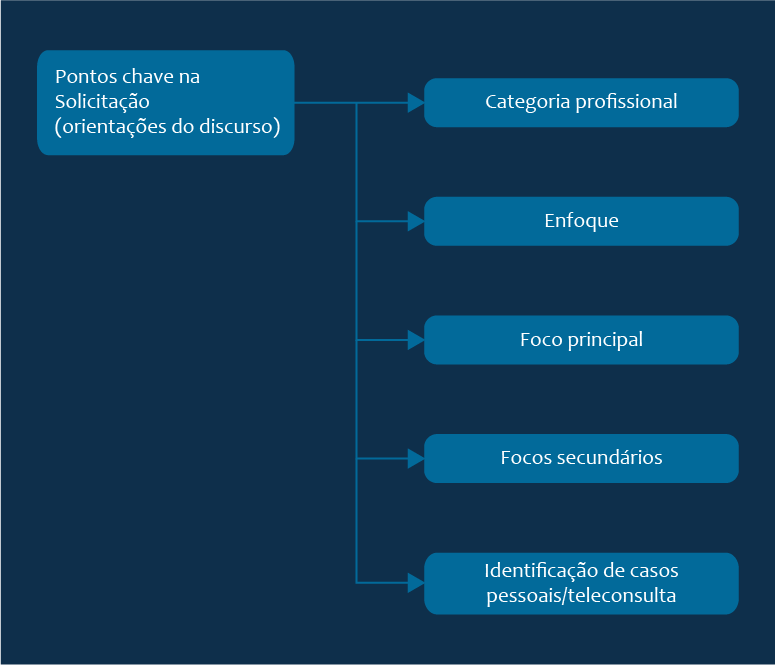 Pontos chave na
Solicitação
(orientações do discurso)
Categoria profissional
Enfoque
Foco principal
Focos secundários
Identificação de casos
pessoais/teleconsulta